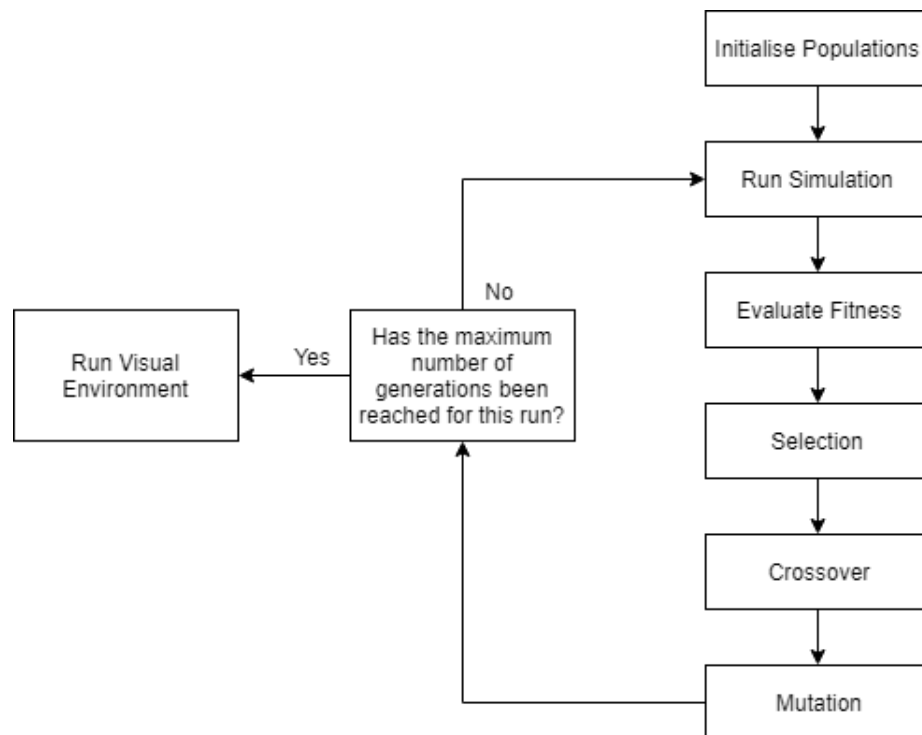 Initialise Populations
Run Simulation
Evaluate Fitness
Selection
Crossover
Mutation
Has the maximum
number of
generations been
reached for this run?
No
Yes
Run Visual
Environment